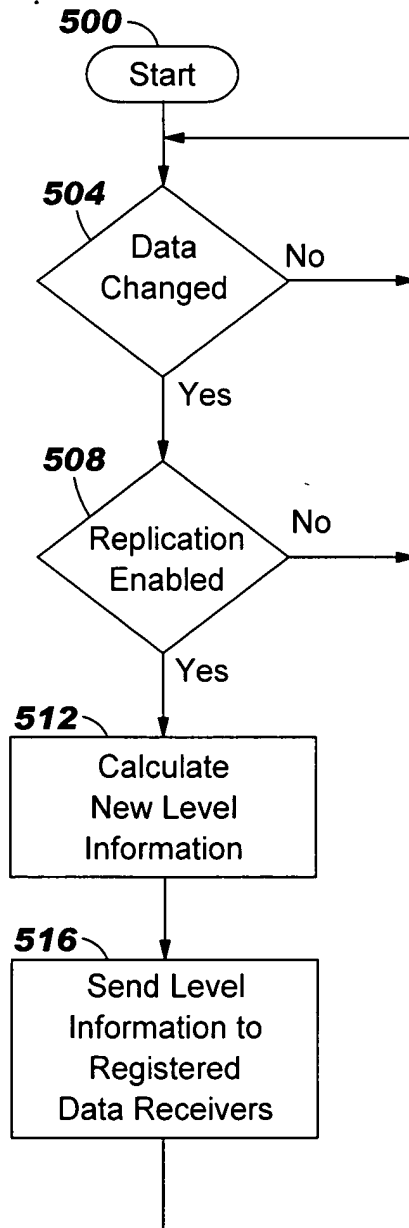 500
Start
504
Data
Changed
No
Yes
508
Replication
Enabled
No
Yes
512
Calculate
New Level
Information
516
Send Level
Information to
Registered
Data Receivers